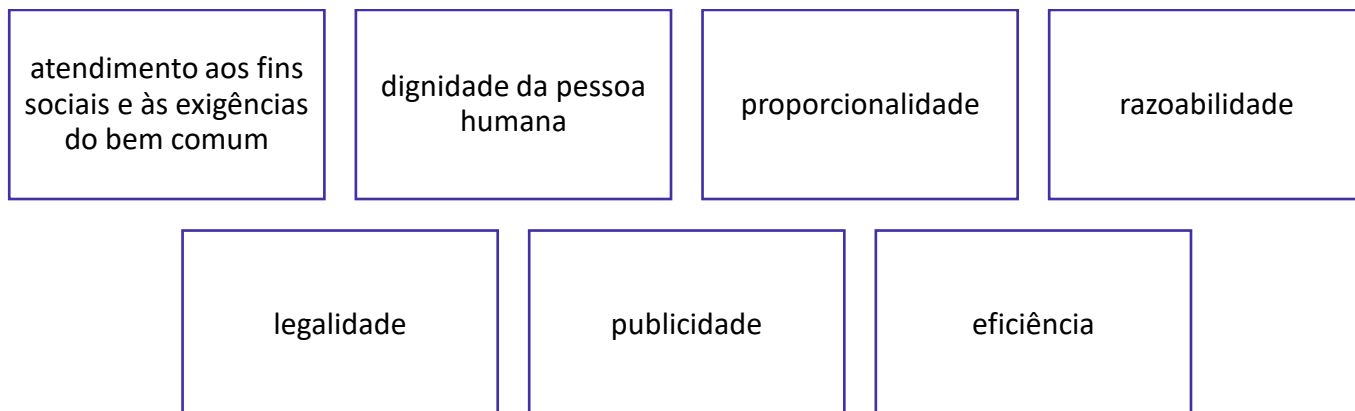 atendimento aos fins
sociais e às exigências
do bem comum
dignidade da pessoa
humana
proporcionalidade
razoabilidade
legalidade
publicidade
eficiência